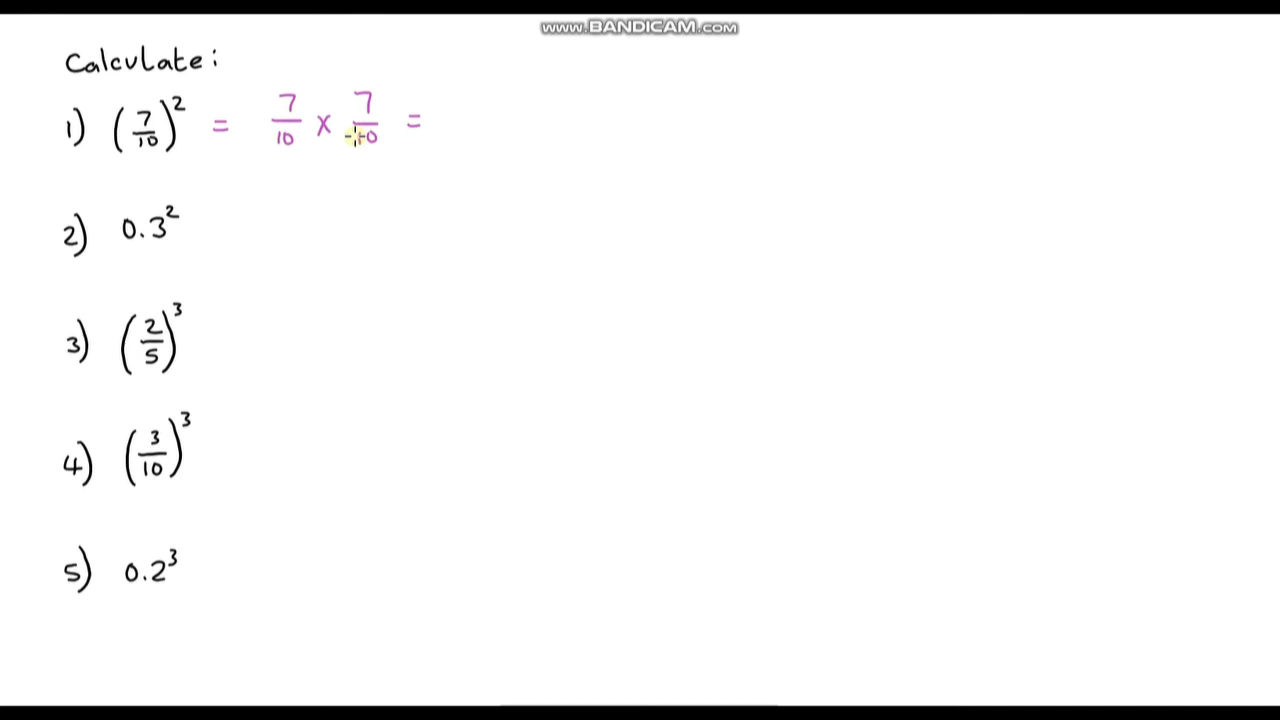 www.BANDICAM.com
Calculate:
1) (7/10)² = 7/10 × 7/10 =
2) 0.3²
3) (2/5)³
4) (3/10)³
5) 0.2³